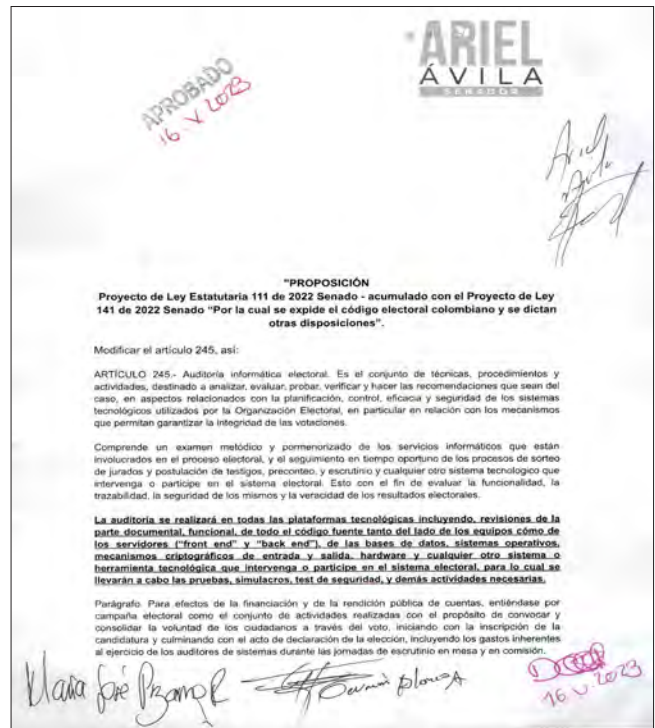 ARIEL
ÁVILA
SENADOR
APROBADO
16 V 2023
Ariel
Avila
"PROPOSICIÓN
Proyecto de Ley Estatutaria 111 de 2022 Senado - acumulado con el Proyecto de Ley
141 de 2022 Senado “Por la cual se expide el código electoral colombiano y se dictan
otras disposiciones”.
Modificar el artículo 245, así:
ARTÍCULO 245.- Auditoría informática electoral. Es el conjunto de técnicas, procedimientos y
actividades, destinado a analizar, evaluar, probar, verificar y hacer las recomendaciones que sean del
caso, en aspectos relacionados con la planificación, control, eficacia y seguridad de los sistemas
tecnológicos utilizados por la Organización Electoral, en particular en relación con los mecanismos
que permitan garantizar la integridad de las votaciones.
Comprende un examen metódico y pormenorizado de los servicios informáticos que están
involucrados en el proceso electoral, y el seguimiento en tiempo oportuno de los procesos de sorteo
de jurados y postulación de testigos, preconteo, y escrutinio y cualquier otro sistema tecnologico que
intervenga o participe en el sistema electoral. Esto con el fin de evaluar la funcionalidad, la
trazabilidad, la seguridad de los mismos y la veracidad de los resultados electorales.
La auditoria se realizará en todas las plataformas tecnológicas incluyendo, revisiones de la
parte documental, funcional, de todo el código fuente tanto del lado de los equipos cómo de
los servidores (“front end” y “back end”), de las bases de datos, sistemas operativos,
mecanismos criptográficos de entrada y salida, hardware y cualquier otro sistema o
herramienta tecnológica que intervenga o participe en el sistema electoral, para lo cual se
llevarán a cabo las pruebas, simulacros, test de seguridad, y demás actividades necesarias.
Parágrafo. Para efectos de la financiación y de la rendición pública de cuentas, entiéndase por
campaña electoral como el conjunto de actividades realizadas con el propósito de convocar y
consolidar la voluntad de los ciudadanos a través del voto, iniciando con la inscripción de la
candidatura y culminando con el acto de declaración de la elección, incluyendo los gastos inherentes
al ejercicio de los auditores de sistemas durante las jornadas de escrutinio en mesa y en comisión.
María José Pizarro R
16 V. 2023